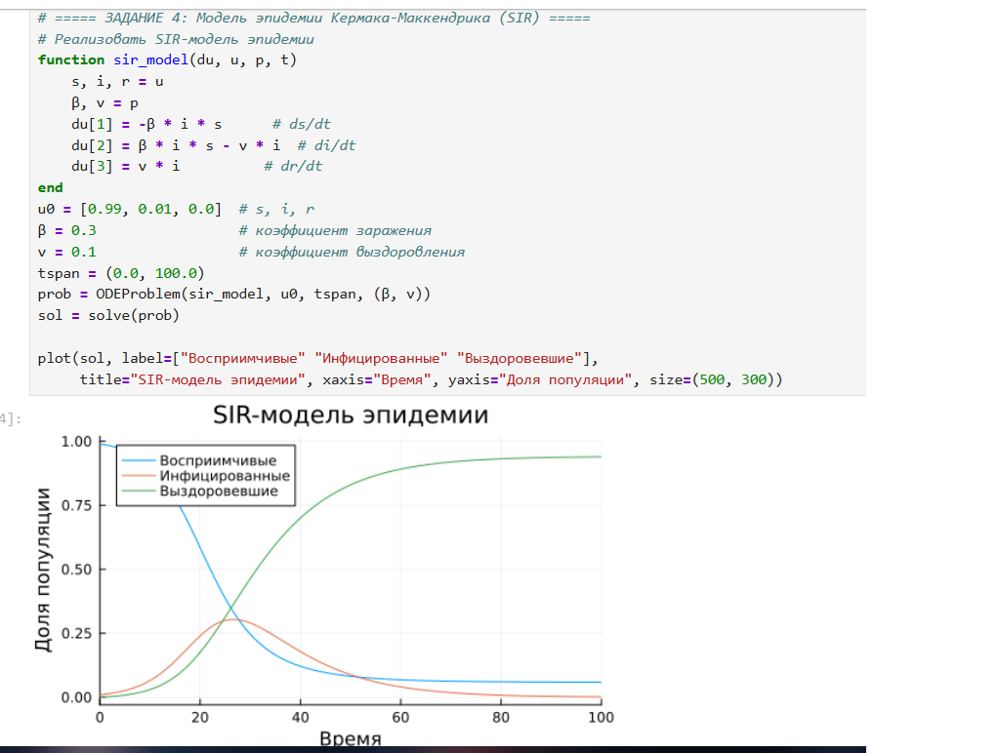 # ===== ЗАДАНИЕ 4: Модель эпидемии Кермака-Маккендрика (SIR) =====
# Реализовать SIR-модель эпидемии
function sir_model(du, u, p, t)
    s, i, r = u
    β, ν = p
    du[1] = -β * i * s      # ds/dt
    du[2] = β * i * s - ν * i  # di/dt
    du[3] = ν * i          # dr/dt
end
u0 = [0.99, 0.01, 0.0]  # s, i, r
β = 0.3                 # коэффициент заражения
ν = 0.1                 # коэффициент выздоровления
tspan = (0.0, 100.0)
prob = ODEProblem(sir_model, u0, tspan, (β, ν))
sol = solve(prob)
plot(sol, label=["Восприимчивые" "Инфицированные" "Выздоровевшие"],
     title="SIR-модель эпидемии", xaxis="Время", yaxis="Доля популяции", size=(500, 300))
4]:
SIR-модель эпидемии
Восприимчивые
Инфицированные
Выздоровевшие
Доля популяции
1.00
0.75
0.50
0.25
0.00
0 20 40 60 80 100
Время